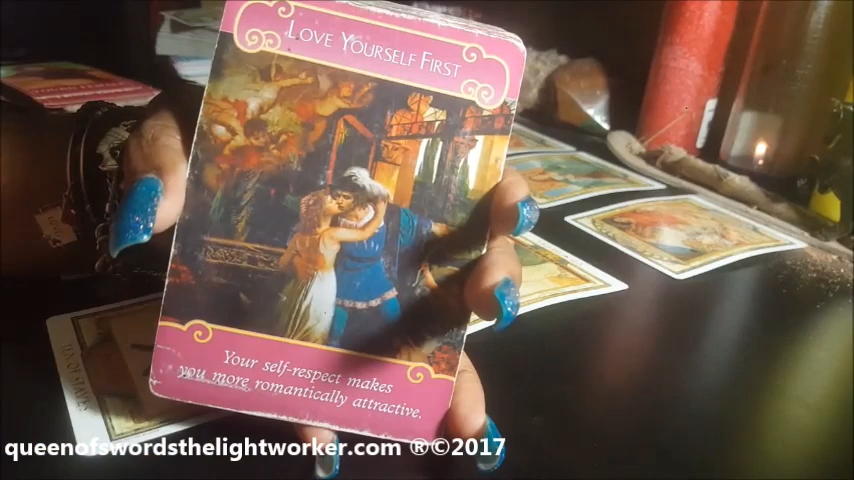 LOVE YOURSELF FIRST
Your self-respect makes
you more romantically attractive.
queenofswordsthelightworker.com ®©2017